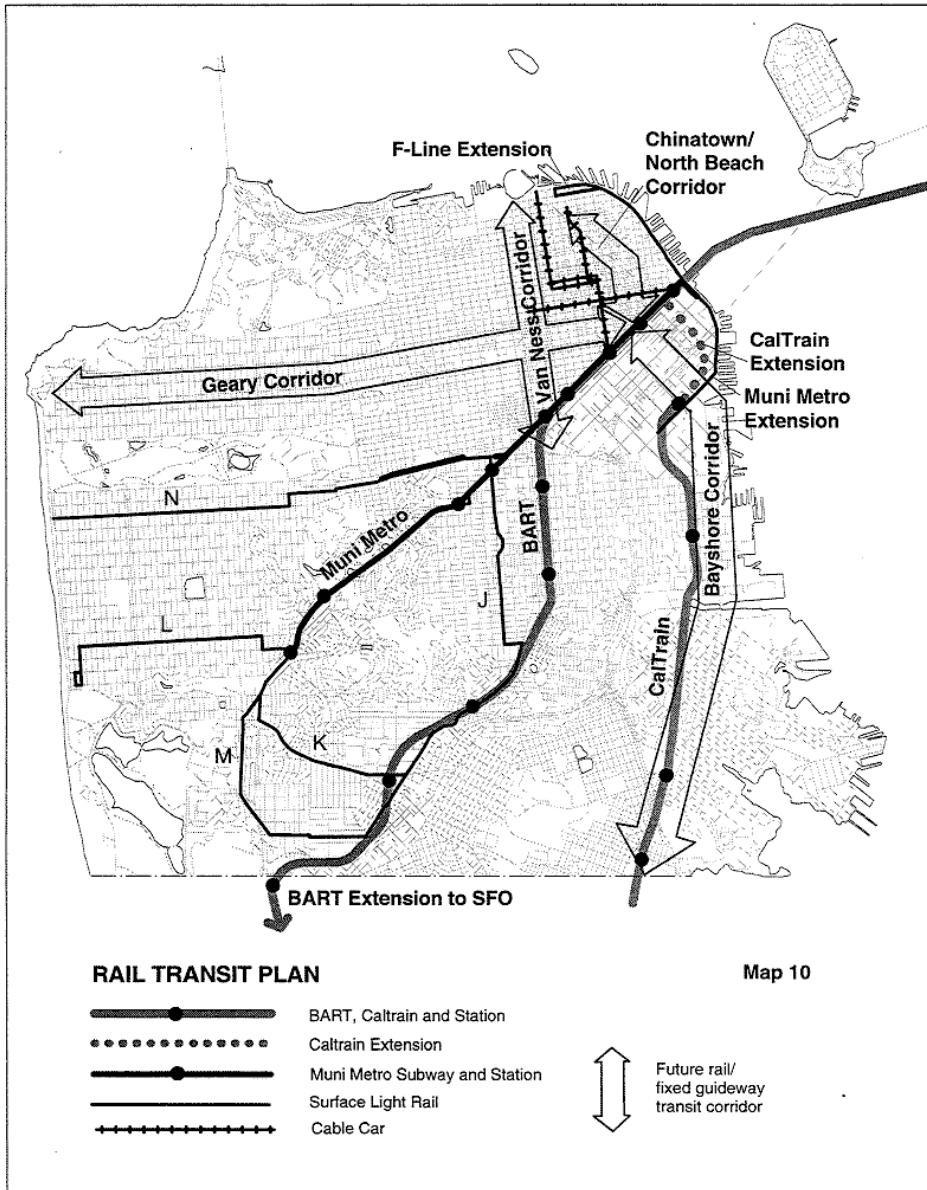 F-Line Extension
Chinatown/
North Beach
Corridor
Van Ness Corridor
CalTrain
Extension
Geary Corridor
Muni Metro
Extension
Bayshore Corridor
N
Muni Metro
BART
J
L
CalTrain
M
K
BART Extension to SFO
RAIL TRANSIT PLAN
Map 10
BART, Caltrain and Station
Caltrain Extension
Muni Metro Subway and Station
Surface Light Rail
Cable Car
Future rail/
fixed guideway
transit corridor